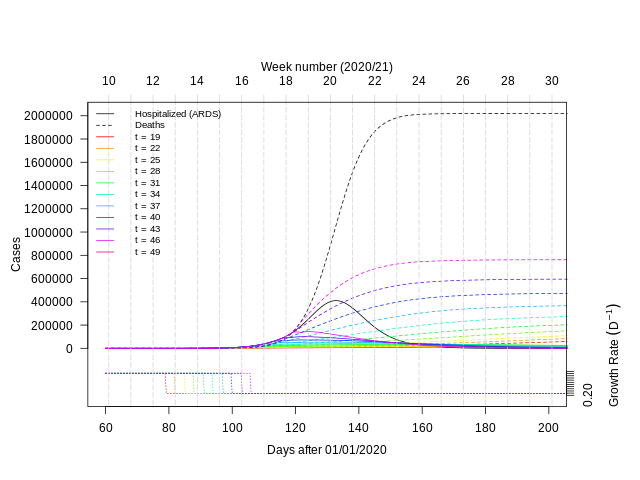 Week number (2020/21)
10 12 14 16 18 20 22 24 26 28 30
2000000
1800000
1600000
1400000
1200000
1000000
800000
600000
400000
200000
0
Cases
Hospitalized (ARDS)
Deaths
t = 19
t = 22
t = 25
t = 28
t = 31
t = 34
t = 37
t = 40
t = 43
t = 46
t = 49
0.20
Growth Rate (D⁻¹)
60 80 100 120 140 160 180 200
Days after 01/01/2020